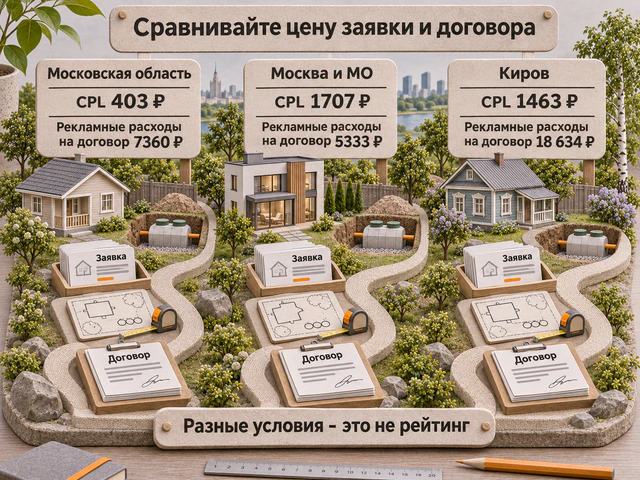 Сравнивайте цену заявки и договора
Московская область
CPL 403 ₽
Рекламные расходы
на договор 7360 ₽
Москва и МО
CPL 1707 ₽
Рекламные расходы
на договор 5333 ₽
Киров
CPL 1463 ₽
Рекламные расходы
на договор 18 634 ₽
Заявка
Заявка
Заявка
Договор
Договор
Договор
Разные условия - это не рейтинг